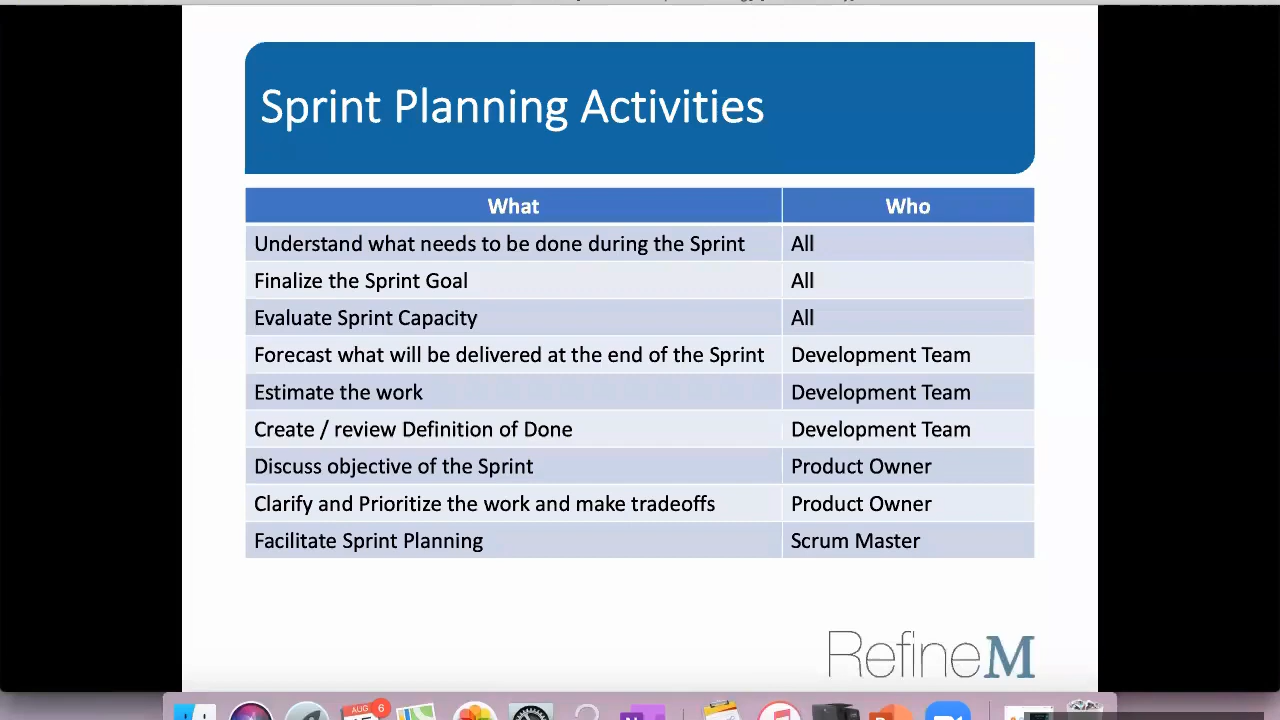 Sprint Planning Activities
What Who
Understand what needs to be done during the Sprint All
Finalize the Sprint Goal All
Evaluate Sprint Capacity All
Forecast what will be delivered at the end of the Sprint Development Team
Estimate the work Development Team
Create / review Definition of Done Development Team
Discuss objective of the Sprint Product Owner
Clarify and Prioritize the work and make tradeoffs Product Owner
Facilitate Sprint Planning Scrum Master
RefineM
AUG 6